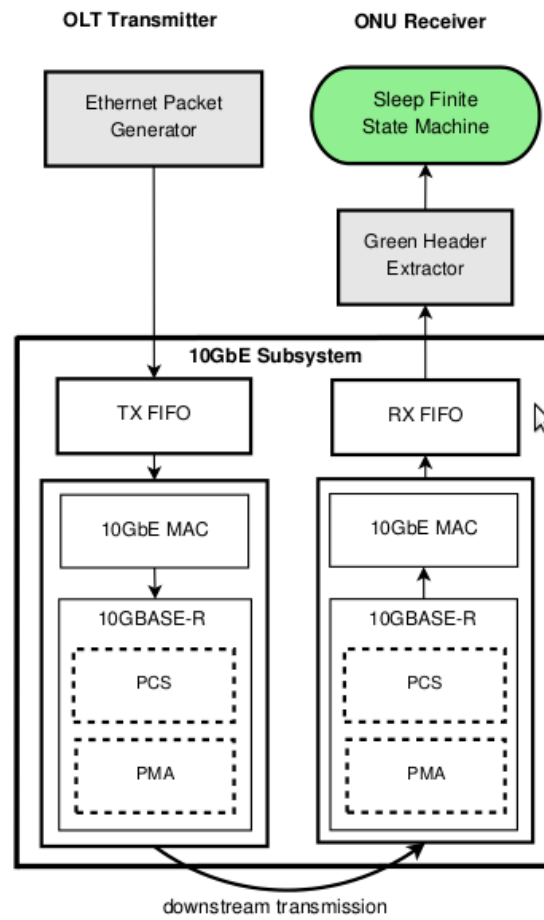 OLT Transmitter
ONU Receiver
Ethernet Packet
Generator
Sleep Finite
State Machine
Green Header
Extractor
10GbE Subsystem
TX FIFO
RX FIFO
10GbE MAC
10GbE MAC
10GBASE-R
10GBASE-R
PCS
PCS
PMA
PMA
downstream transmission